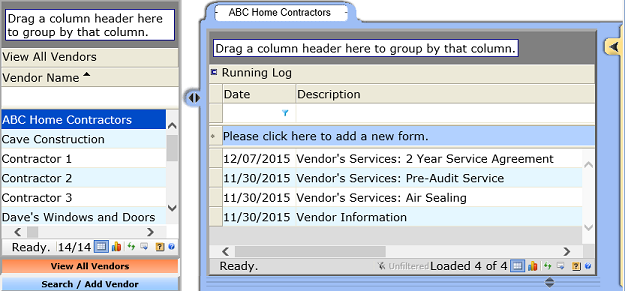 Drag a column header here
to group by that column.
View All Vendors
Vendor Name
ABC Home Contractors
Cave Construction
Contractor 1
Contractor 2
Contractor 3
Dave's Windows and Doors
Ready. 14/14
View All Vendors
Search / Add Vendor
ABC Home Contractors
Drag a column header here to group by that column.
Running Log
Date Description
Please click here to add a new form.
12/07/2015 Vendor's Services: 2 Year Service Agreement
11/30/2015 Vendor's Services: Pre-Audit Service
11/30/2015 Vendor's Services: Air Sealing
11/30/2015 Vendor Information
Ready. Unfiltered Loaded 4 of 4